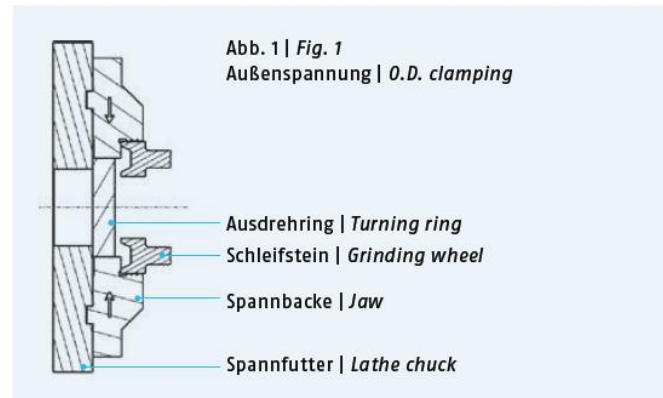 Abb. 1 | Fig. 1
Außenspannung | O.D. clamping
Ausdrehring | Turning ring
Schleifstein | Grinding wheel
Spannbacke | Jaw
Spannfutter | Lathe chuck